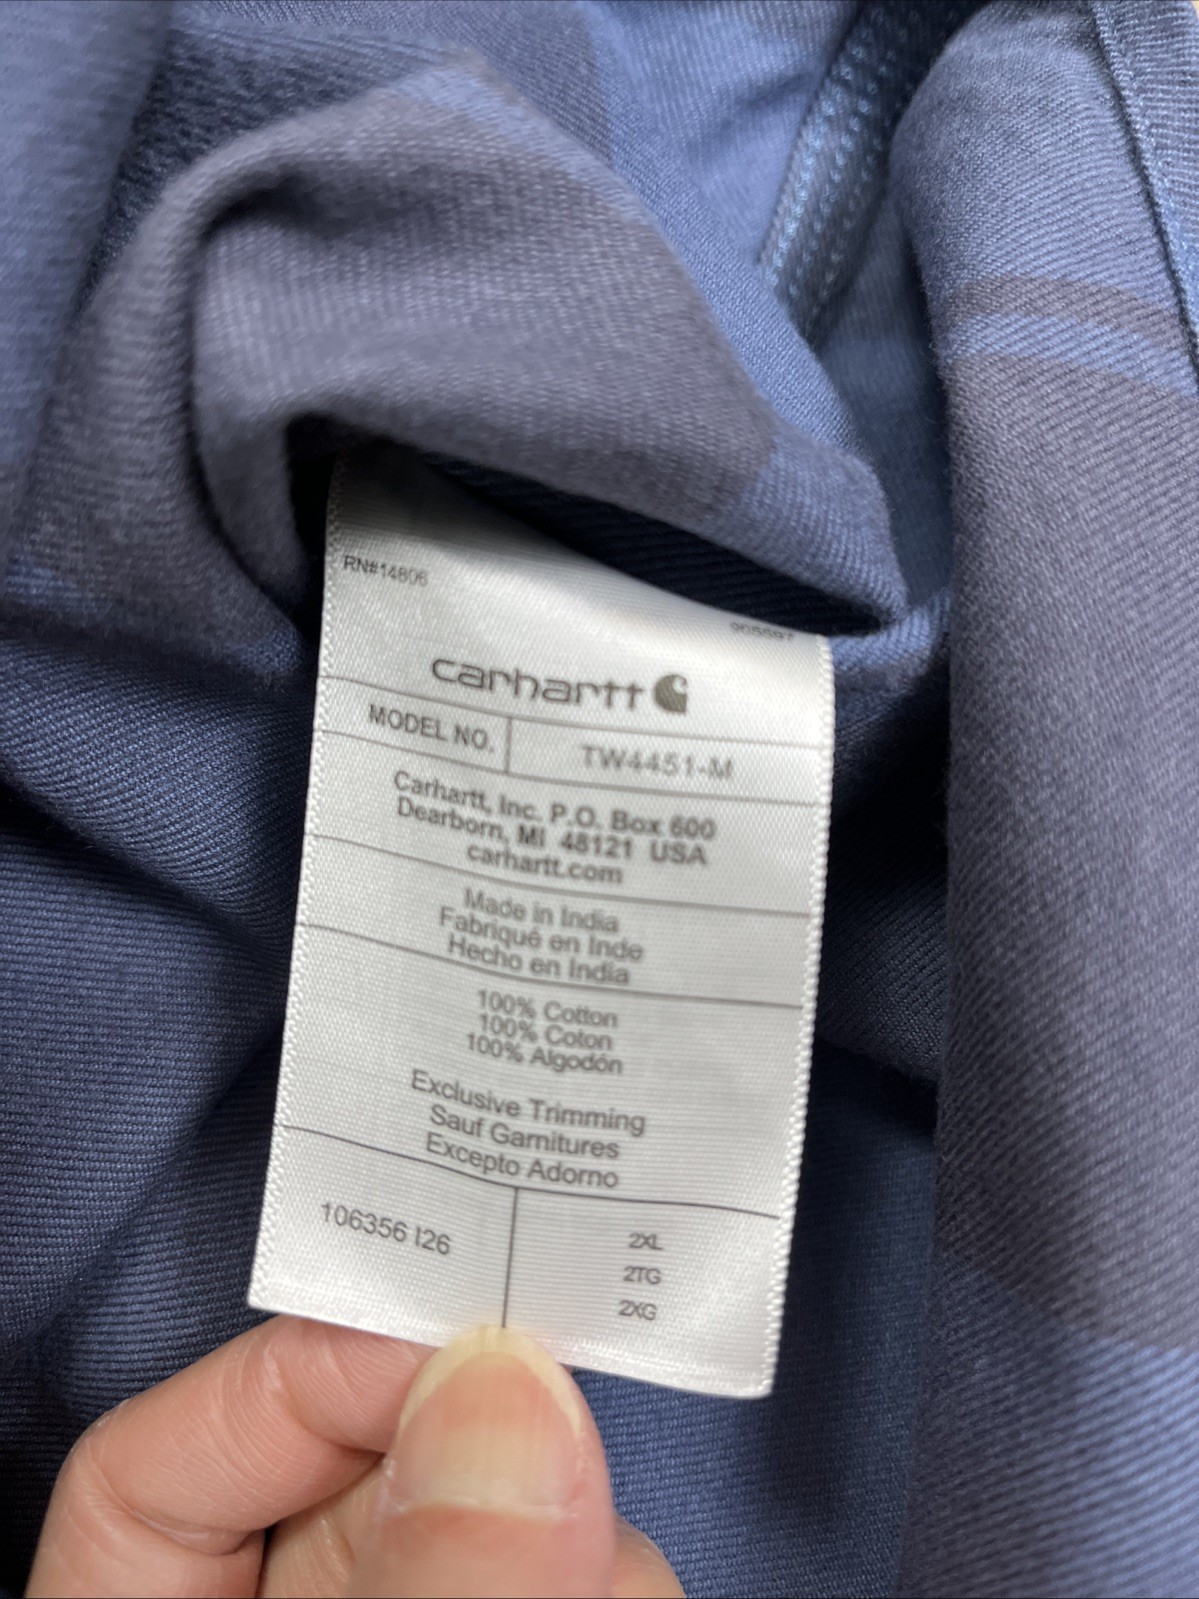 RN#14806
905597
carhartt
MODEL NO. TW4451-M
Carhartt, Inc. P.O. Box 600
Dearborn, MI 48121 USA
carhartt.com
Made in India
Fabriqué en Inde
Hecho en India
100% Cotton
100% Coton
100% Algodón
Exclusive Trimming
Sauf Garnitures
Excepto Adorno
106356 I26
2XL
2TG
2XG